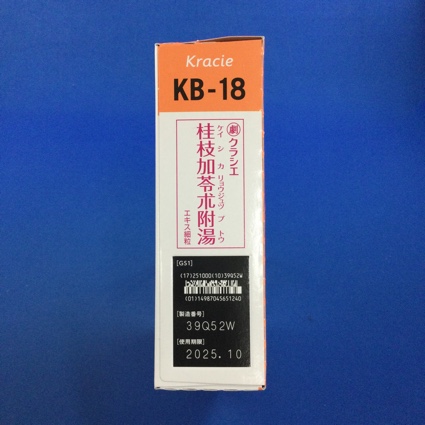 Kracie
KB-18
劇 クラシエ
ケイ シ カ リョウジュツ ブ トウ
桂枝加苓朮附湯
エキス細粒
[GS1]
(17)251000(10)39Q52W
(01)14987045651240
[製造番号]
39Q52W
[使用期限]
2025.10